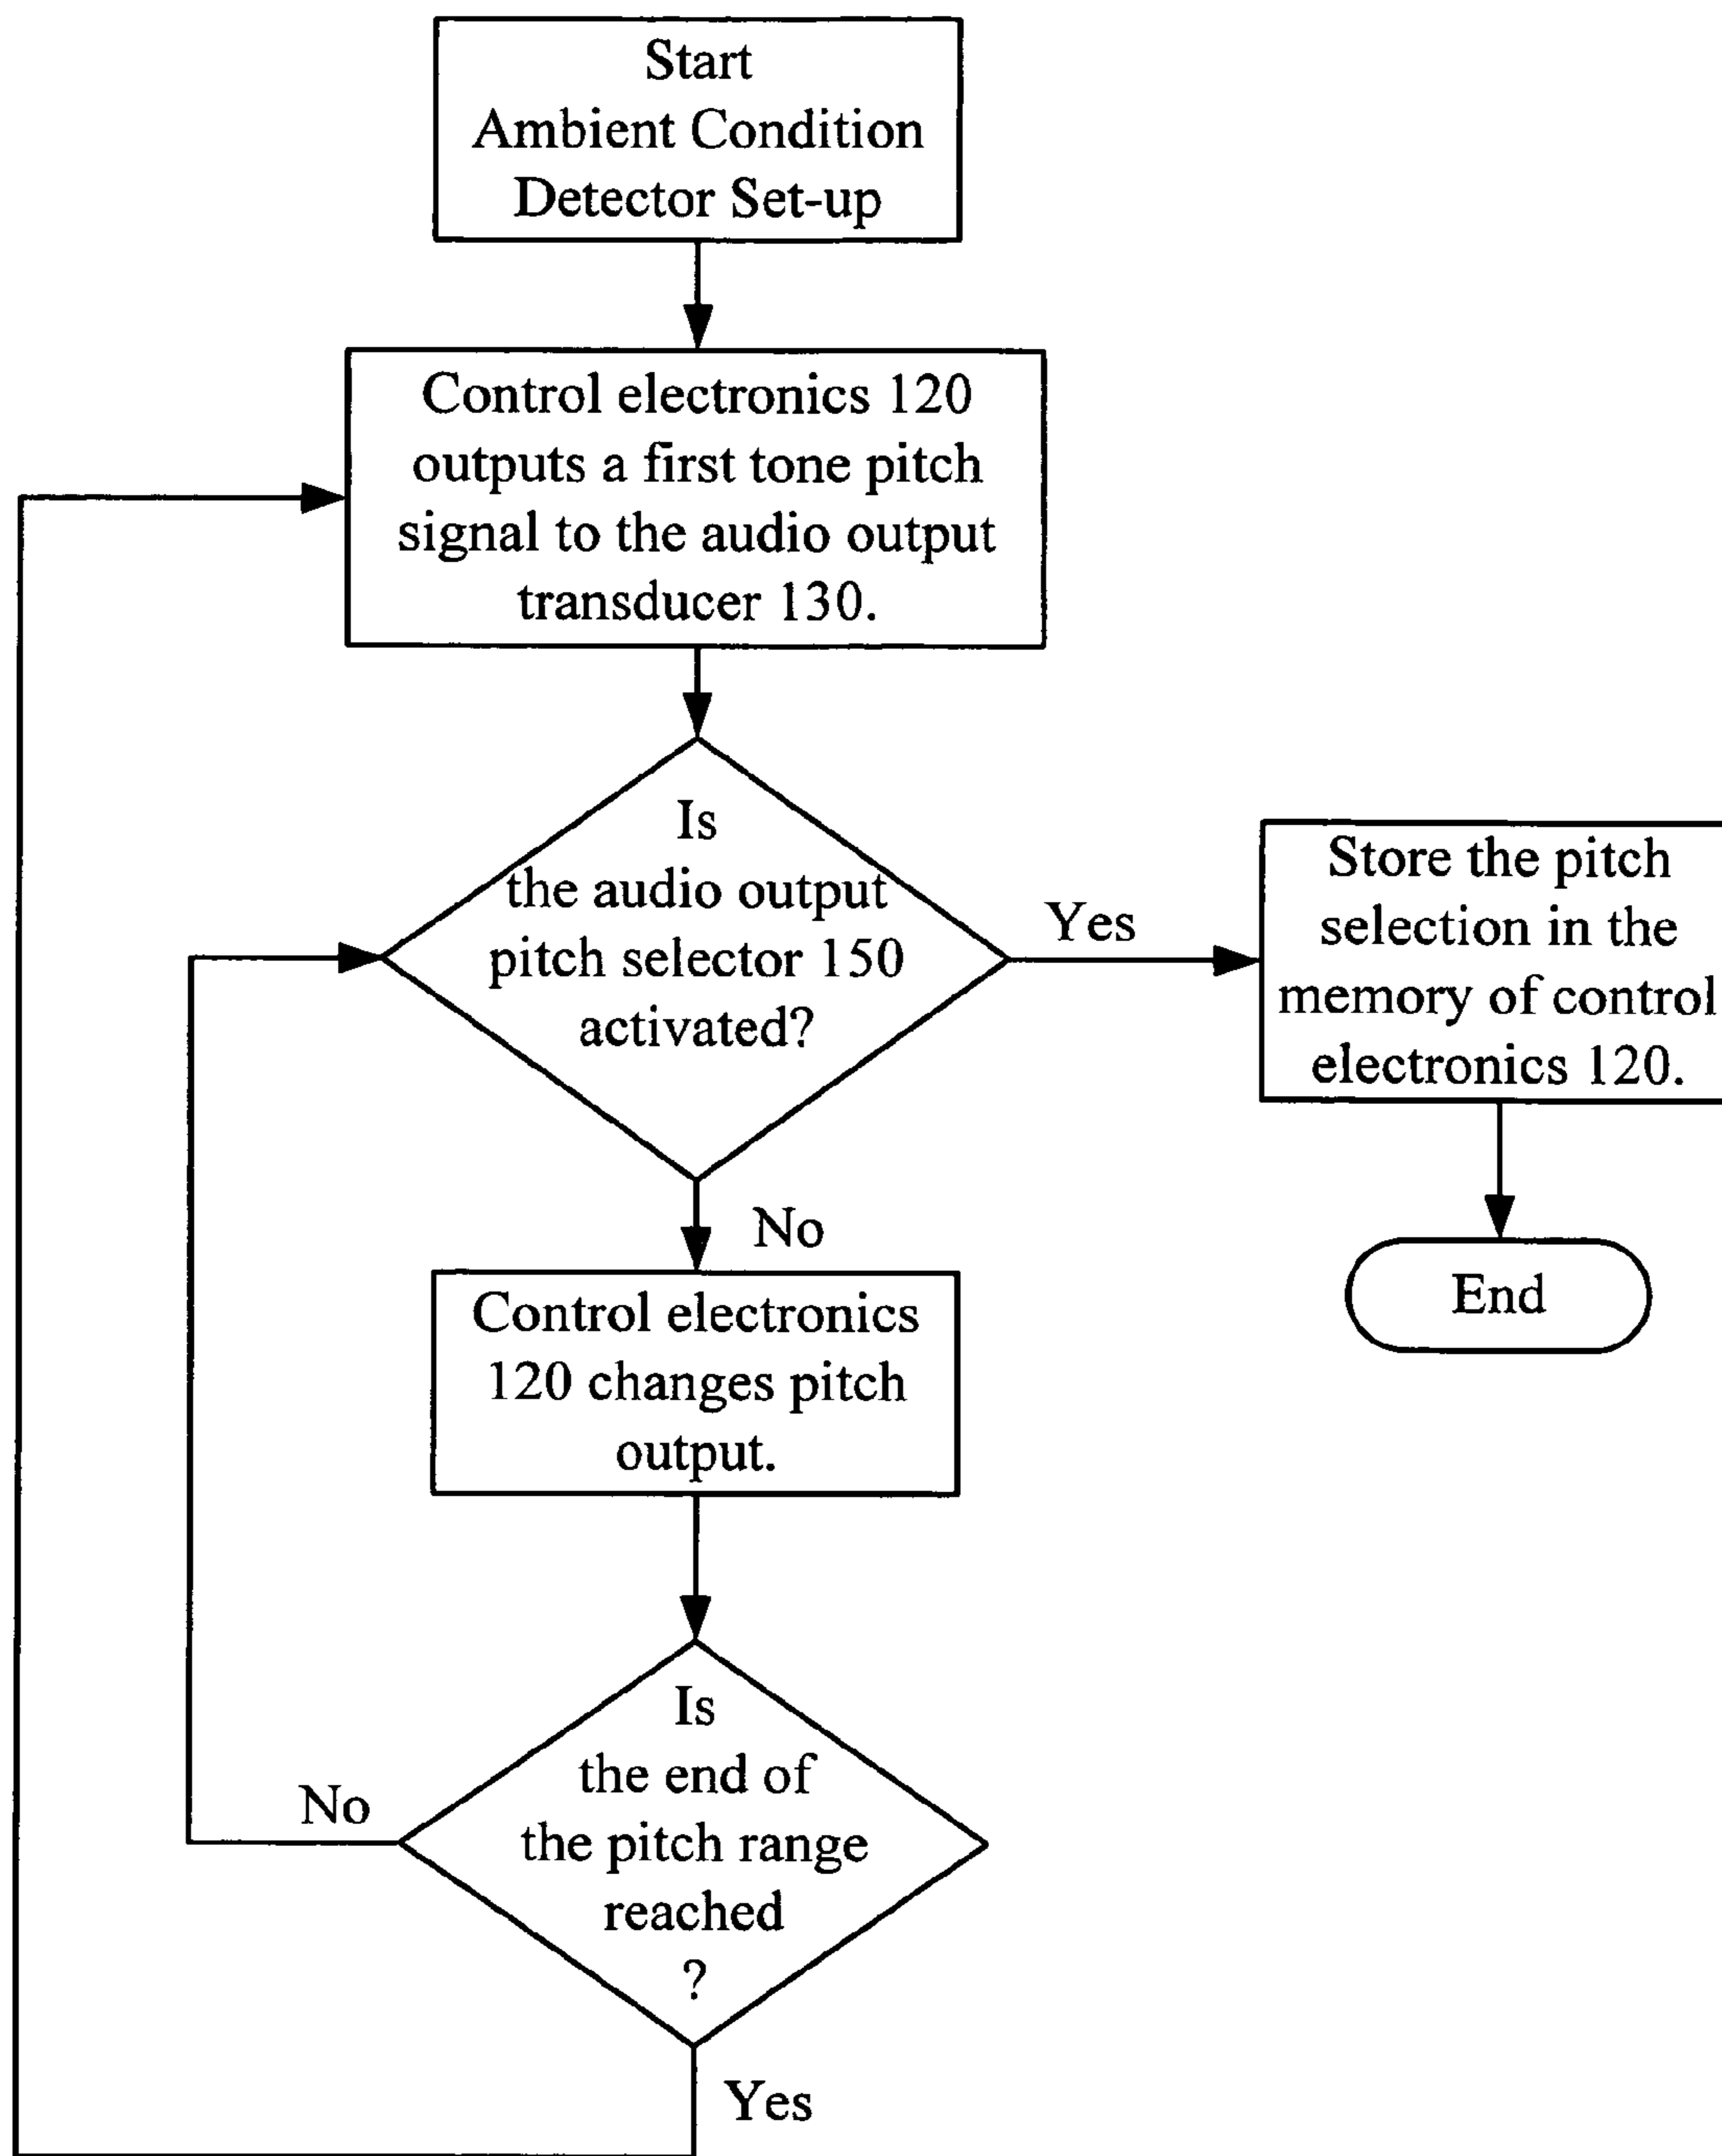 Start
Ambient Condition
Detector Set-up
Control electronics 120
outputs a first tone pitch
signal to the audio output
transducer 130.
Is
the audio output
pitch selector 150
activated?
Yes
Store the pitch
selection in the
memory of control
electronics 120.
No
End
Control electronics
120 changes pitch
output.
Is
the end of
the pitch range
reached
?
No
Yes